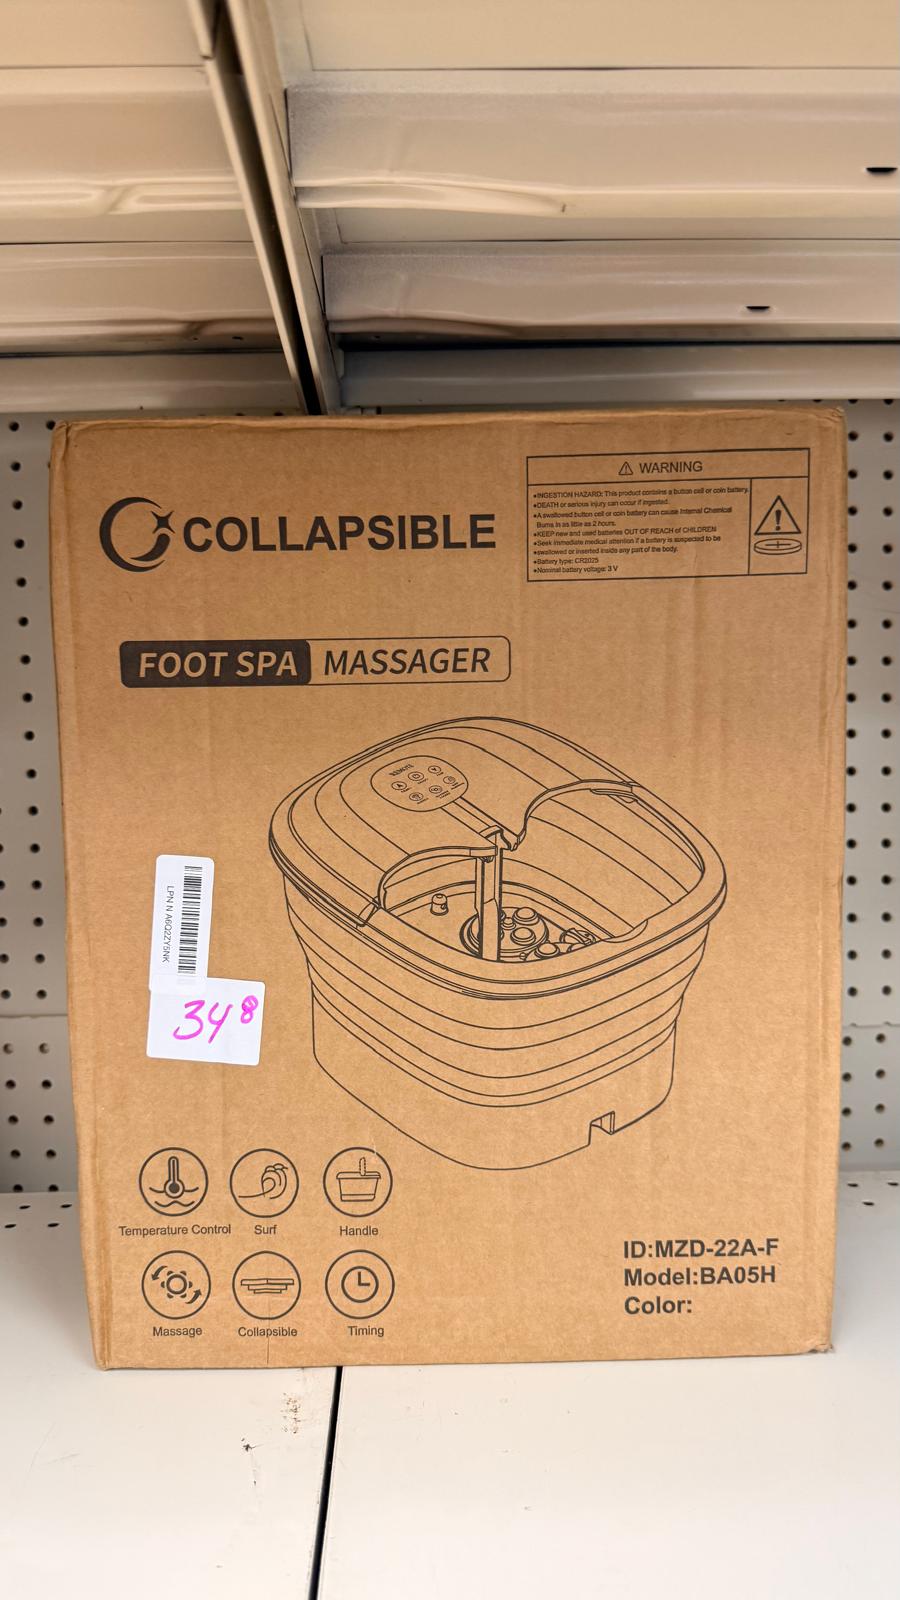 COLLAPSIBLE
WARNING
•INGESTION HAZARD: This product contains a button cell or coin battery.
•DEATH or serious injury can occur if ingested.
•A swallowed button cell or coin battery can cause Internal Chemical
Burns in as little as 2 hours.
•KEEP new and used batteries OUT OF REACH of CHILDREN
•Seek immediate medical attention if a battery is suspected to be
•swallowed or inserted inside any part of the body.
•Battery type: CR2025
•Nominal battery voltage: 3 V
FOOT SPA MASSAGER
REMOTE
LPN N A6Q2ZY5NK
34 8
Temperature Control Surf Handle
Massage Collapsible Timing
ID:MZD-22A-F
Model:BA05H
Color: